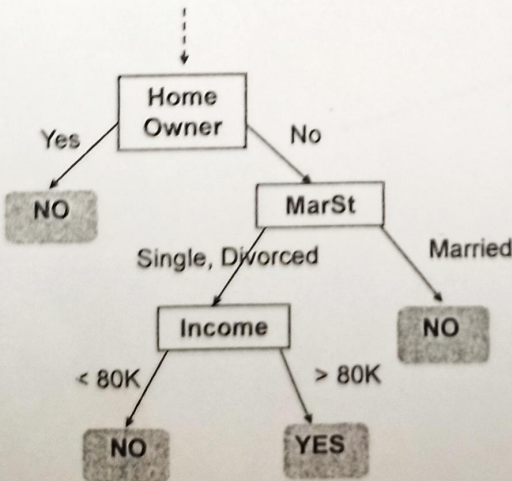 Home
Owner
Yes
No
NO
MarSt
Single, Divorced
Married
Income
NO
< 80K
> 80K
NO
YES